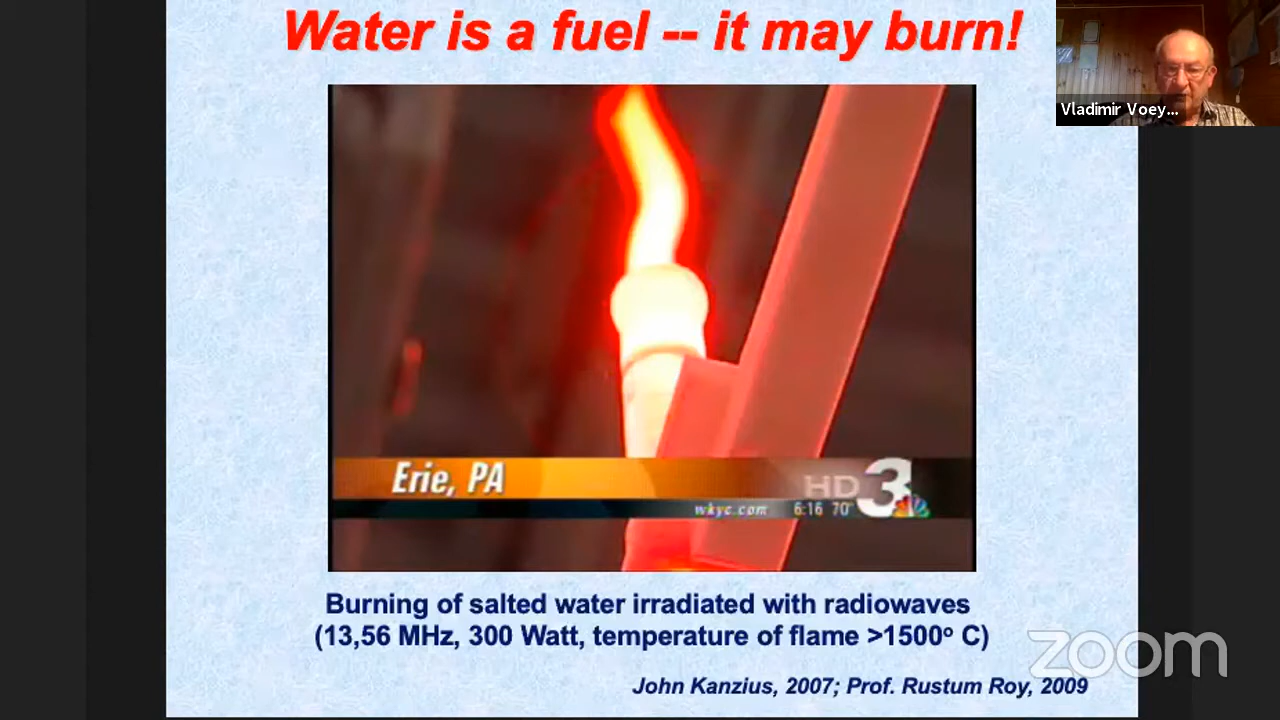 Water is a fuel -- it may burn!
Vladimir Voey...
Erie, PA
HD 3
wkyc.com 6:16 70°
Burning of salted water irradiated with radiowaves
(13,56 MHz, 300 Watt, temperature of flame >1500º C)
zoom
John Kanzius, 2007; Prof. Rustum Roy, 2009